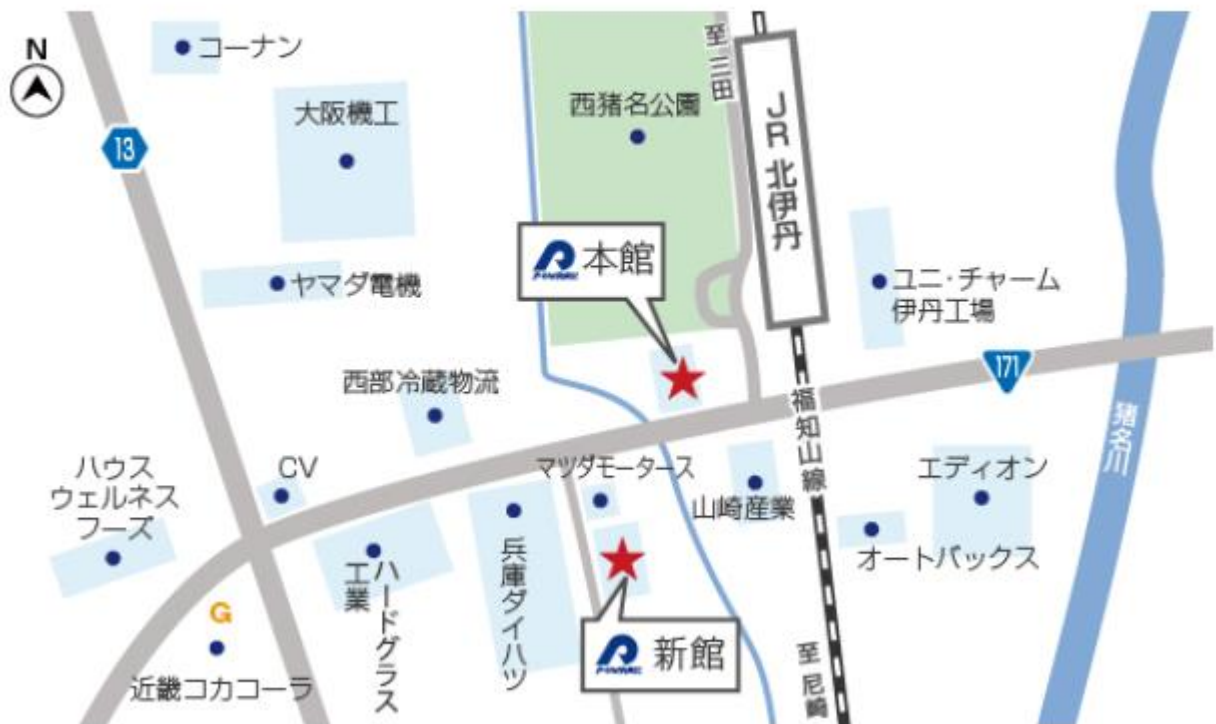 N
コーナン
13
大阪機工
ヤマダ電機
西猪名公園
至 三田
JR 北伊丹
本館
ユニ・チャーム
伊丹工場
171
西部冷蔵物流
福知山線
猪名川
ハウス
ウェルネス
フーズ
CV
マツダモータース
山崎産業
エディオン
オートバックス
ハードグラス
工業
兵庫ダイハツ
G
近畿コカコーラ
新館
至 尼崎